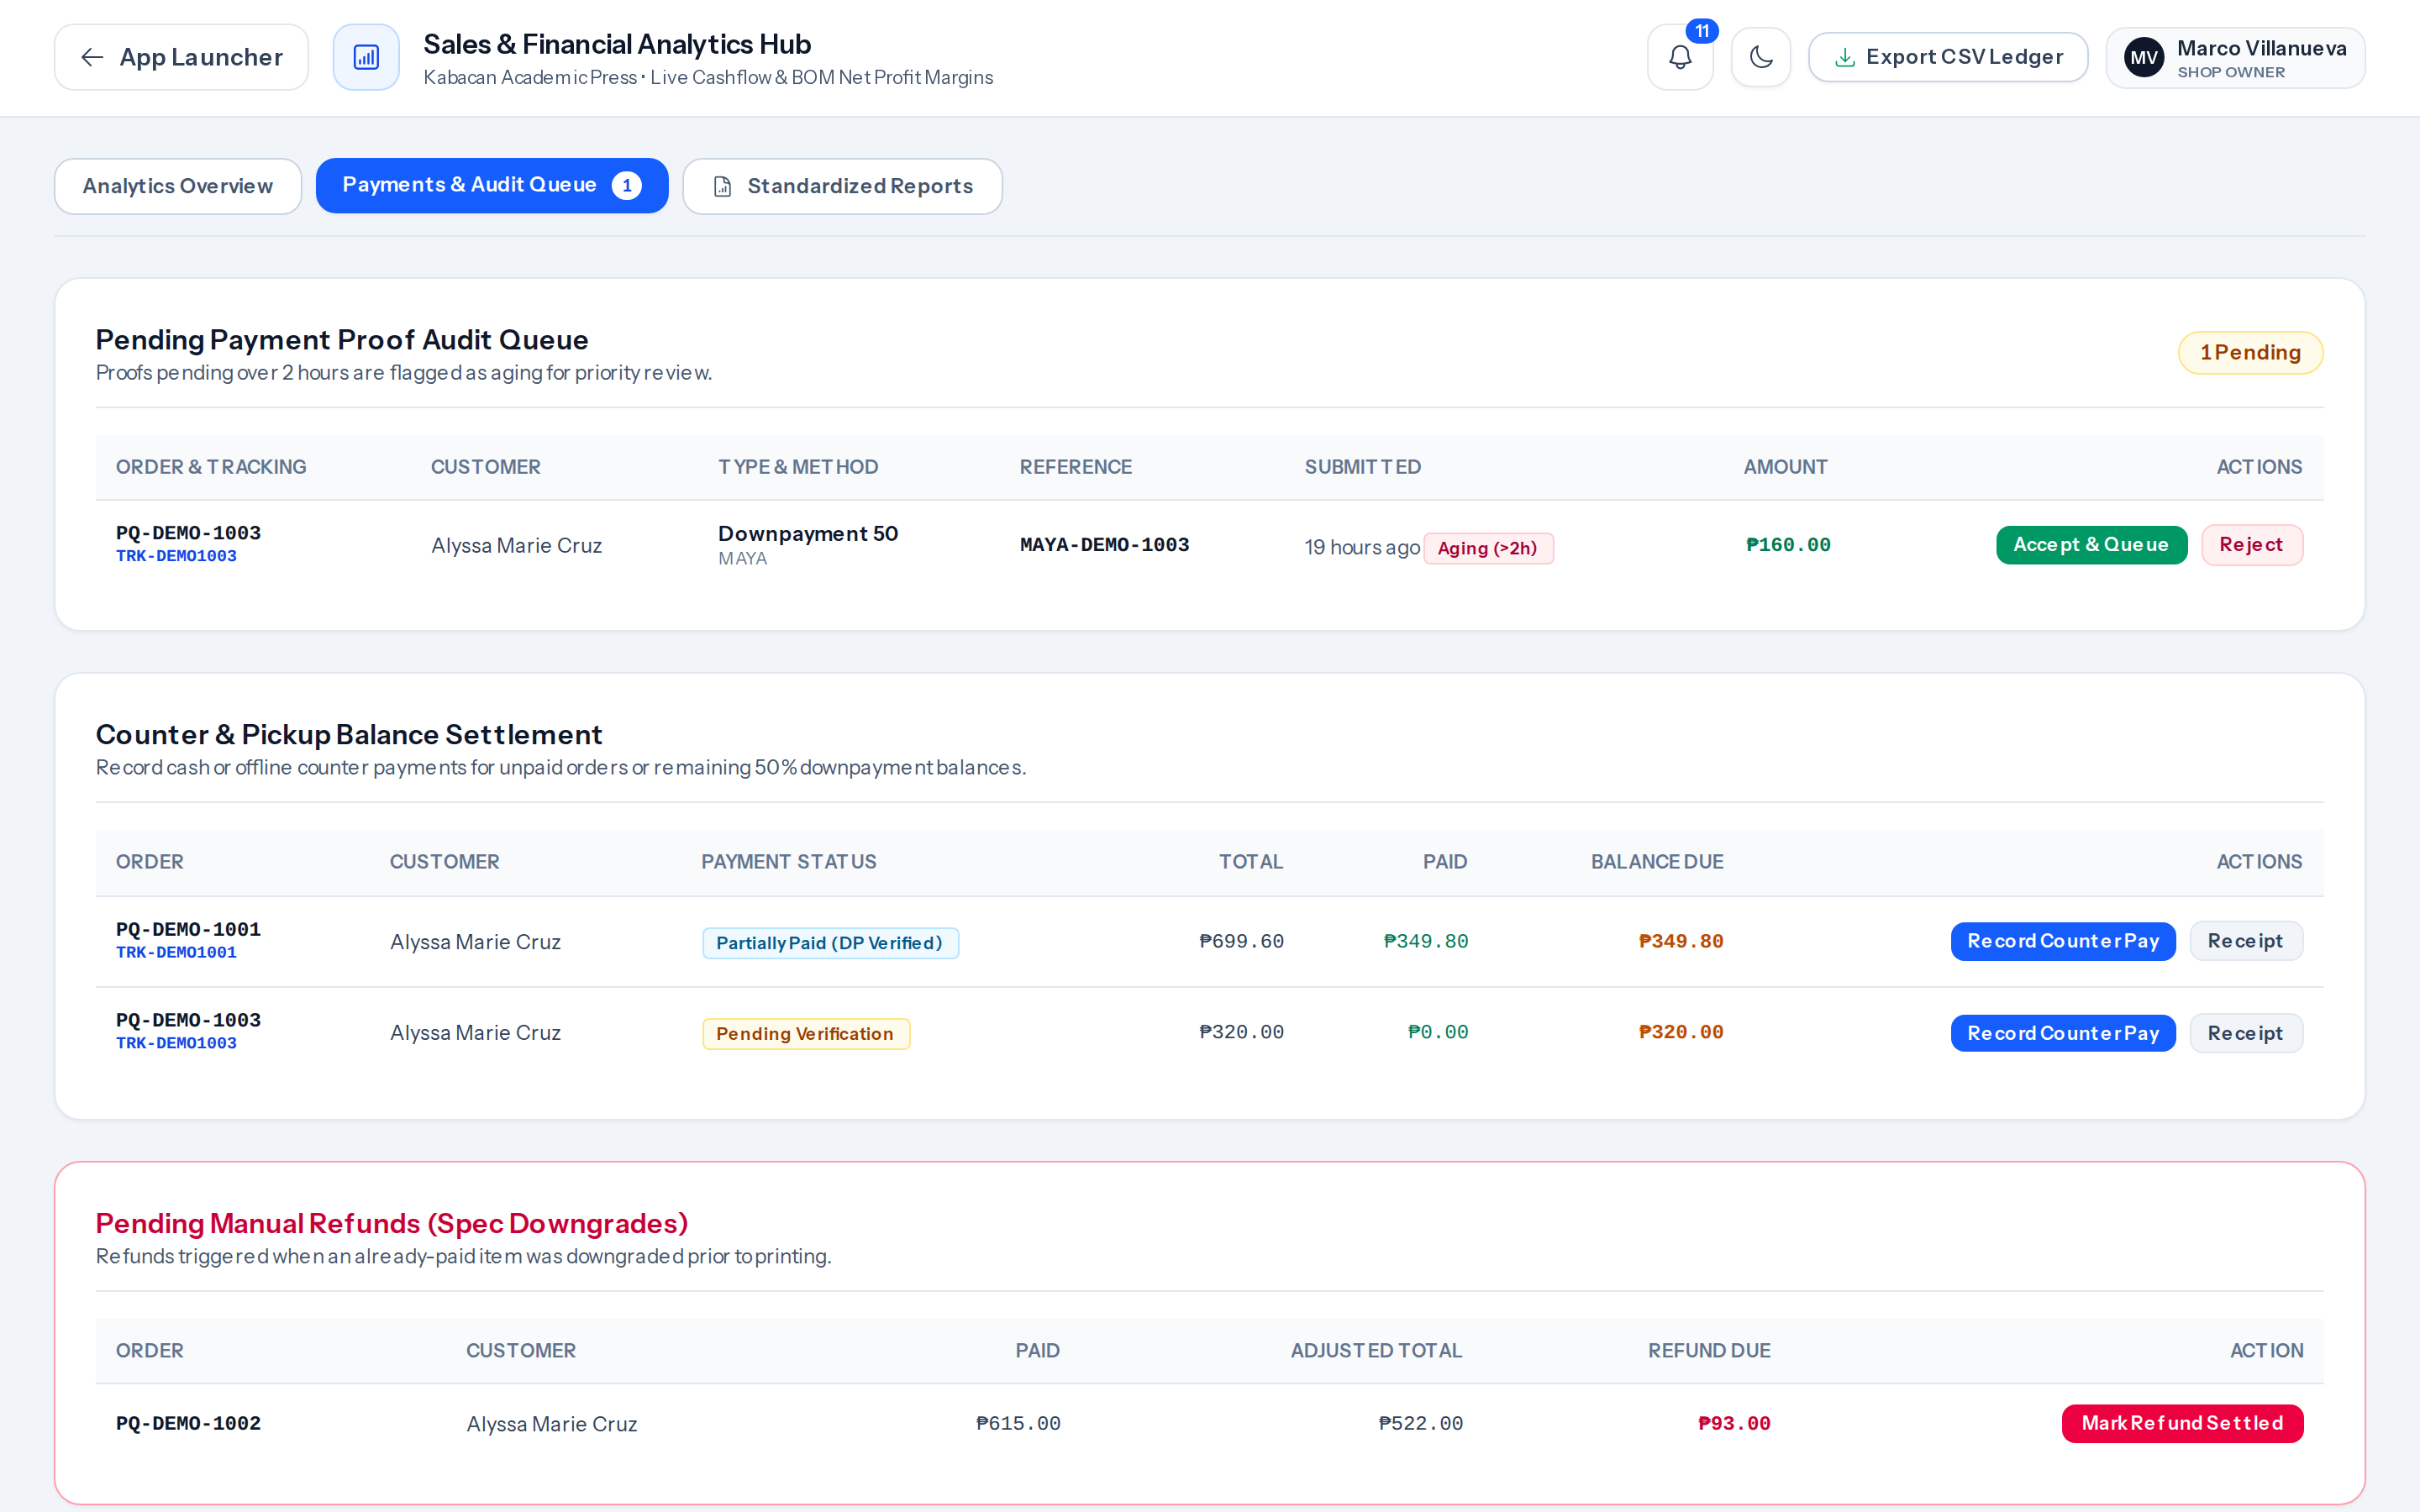 App Launcher
Sales & Financial Analytics Hub
Kabacan Academic Press • Live Cashflow & BOM Net Profit Margins
11
Export CSV Ledger
MV
Marco Villanueva
SHOP OWNER
Analytics Overview
Payments & Audit Queue 1
Standardized Reports
Pending Payment Proof Audit Queue
Proofs pending over 2 hours are flagged as aging for priority review.
1 Pending
ORDER & TRACKING CUSTOMER TYPE & METHOD REFERENCE SUBMITTED AMOUNT ACTIONS
PQ-DEMO-1003 Alyssa Marie Cruz Downpayment 50 MAYA-DEMO-1003 19 hours ago Aging (>2h) ₱160.00 Accept & Queue Reject
TRK-DEMO1003 MAYA
Counter & Pickup Balance Settlement
Record cash or offline counter payments for unpaid orders or remaining 50% downpayment balances.
ORDER CUSTOMER PAYMENT STATUS TOTAL PAID BALANCE DUE ACTIONS
PQ-DEMO-1001 Alyssa Marie Cruz Partially Paid (DP Verified) ₱699.60 ₱349.80 ₱349.80 Record Counter Pay Receipt
TRK-DEMO1001
PQ-DEMO-1003 Alyssa Marie Cruz Pending Verification ₱320.00 ₱0.00 ₱320.00 Record Counter Pay Receipt
TRK-DEMO1003
Pending Manual Refunds (Spec Downgrades)
Refunds triggered when an already-paid item was downgraded prior to printing.
ORDER CUSTOMER PAID ADJUSTED TOTAL REFUND DUE ACTION
PQ-DEMO-1002 Alyssa Marie Cruz ₱615.00 ₱522.00 ₱93.00 Mark Refund Settled